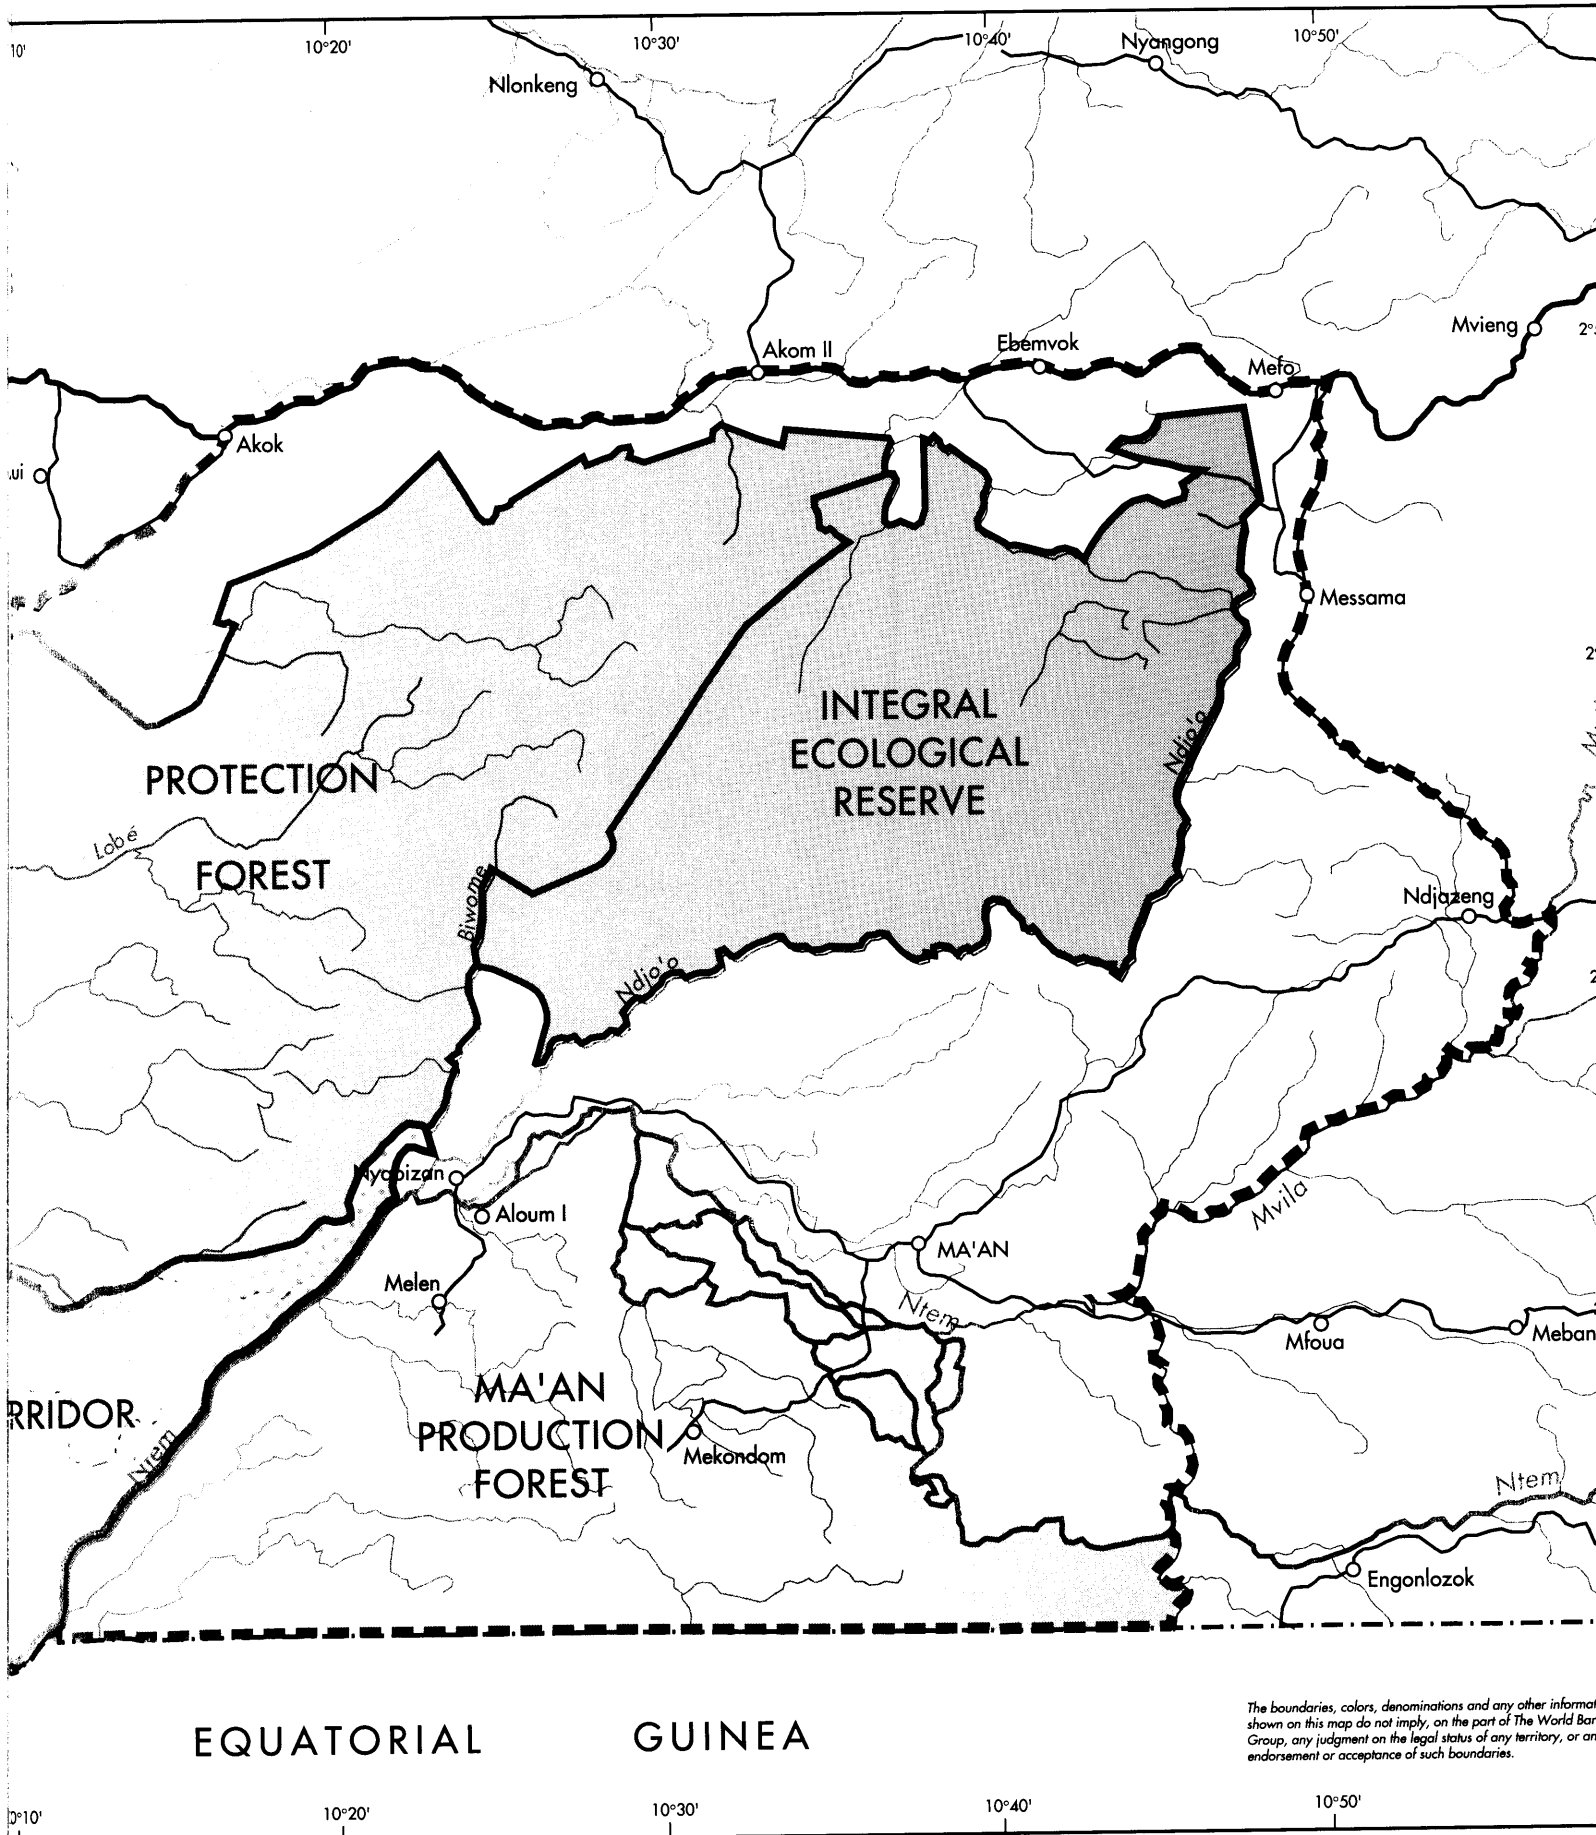 10'
10°20'
10°30'
10°40'
10°50'
Nyangong
Nlonkeng
Mvieng
Akom II
Ebemvok
Mefo
Akok
Messama
INTEGRAL
ECOLOGICAL
RESERVE
Ndjo'o
PROTECTION
FOREST
Lobé
Biwome
Ndjo'o
Ndjazeng
Nyabizan
Aloum I
Mvila
MA'AN
Melen
Ntem
Mfoua
Meban
MA'AN
PRODUCTION
FOREST
RRIDOR
Ntem
Mekondom
Ntem
Engonlozok
EQUATORIAL GUINEA
The boundaries, colors, denominations and any other informat
shown on this map do not imply, on the part of The World Ban
Group, any judgment on the legal status of any territory, or an
endorsement or acceptance of such boundaries.
0°10'
10°20'
10°30'
10°40'
10°50'